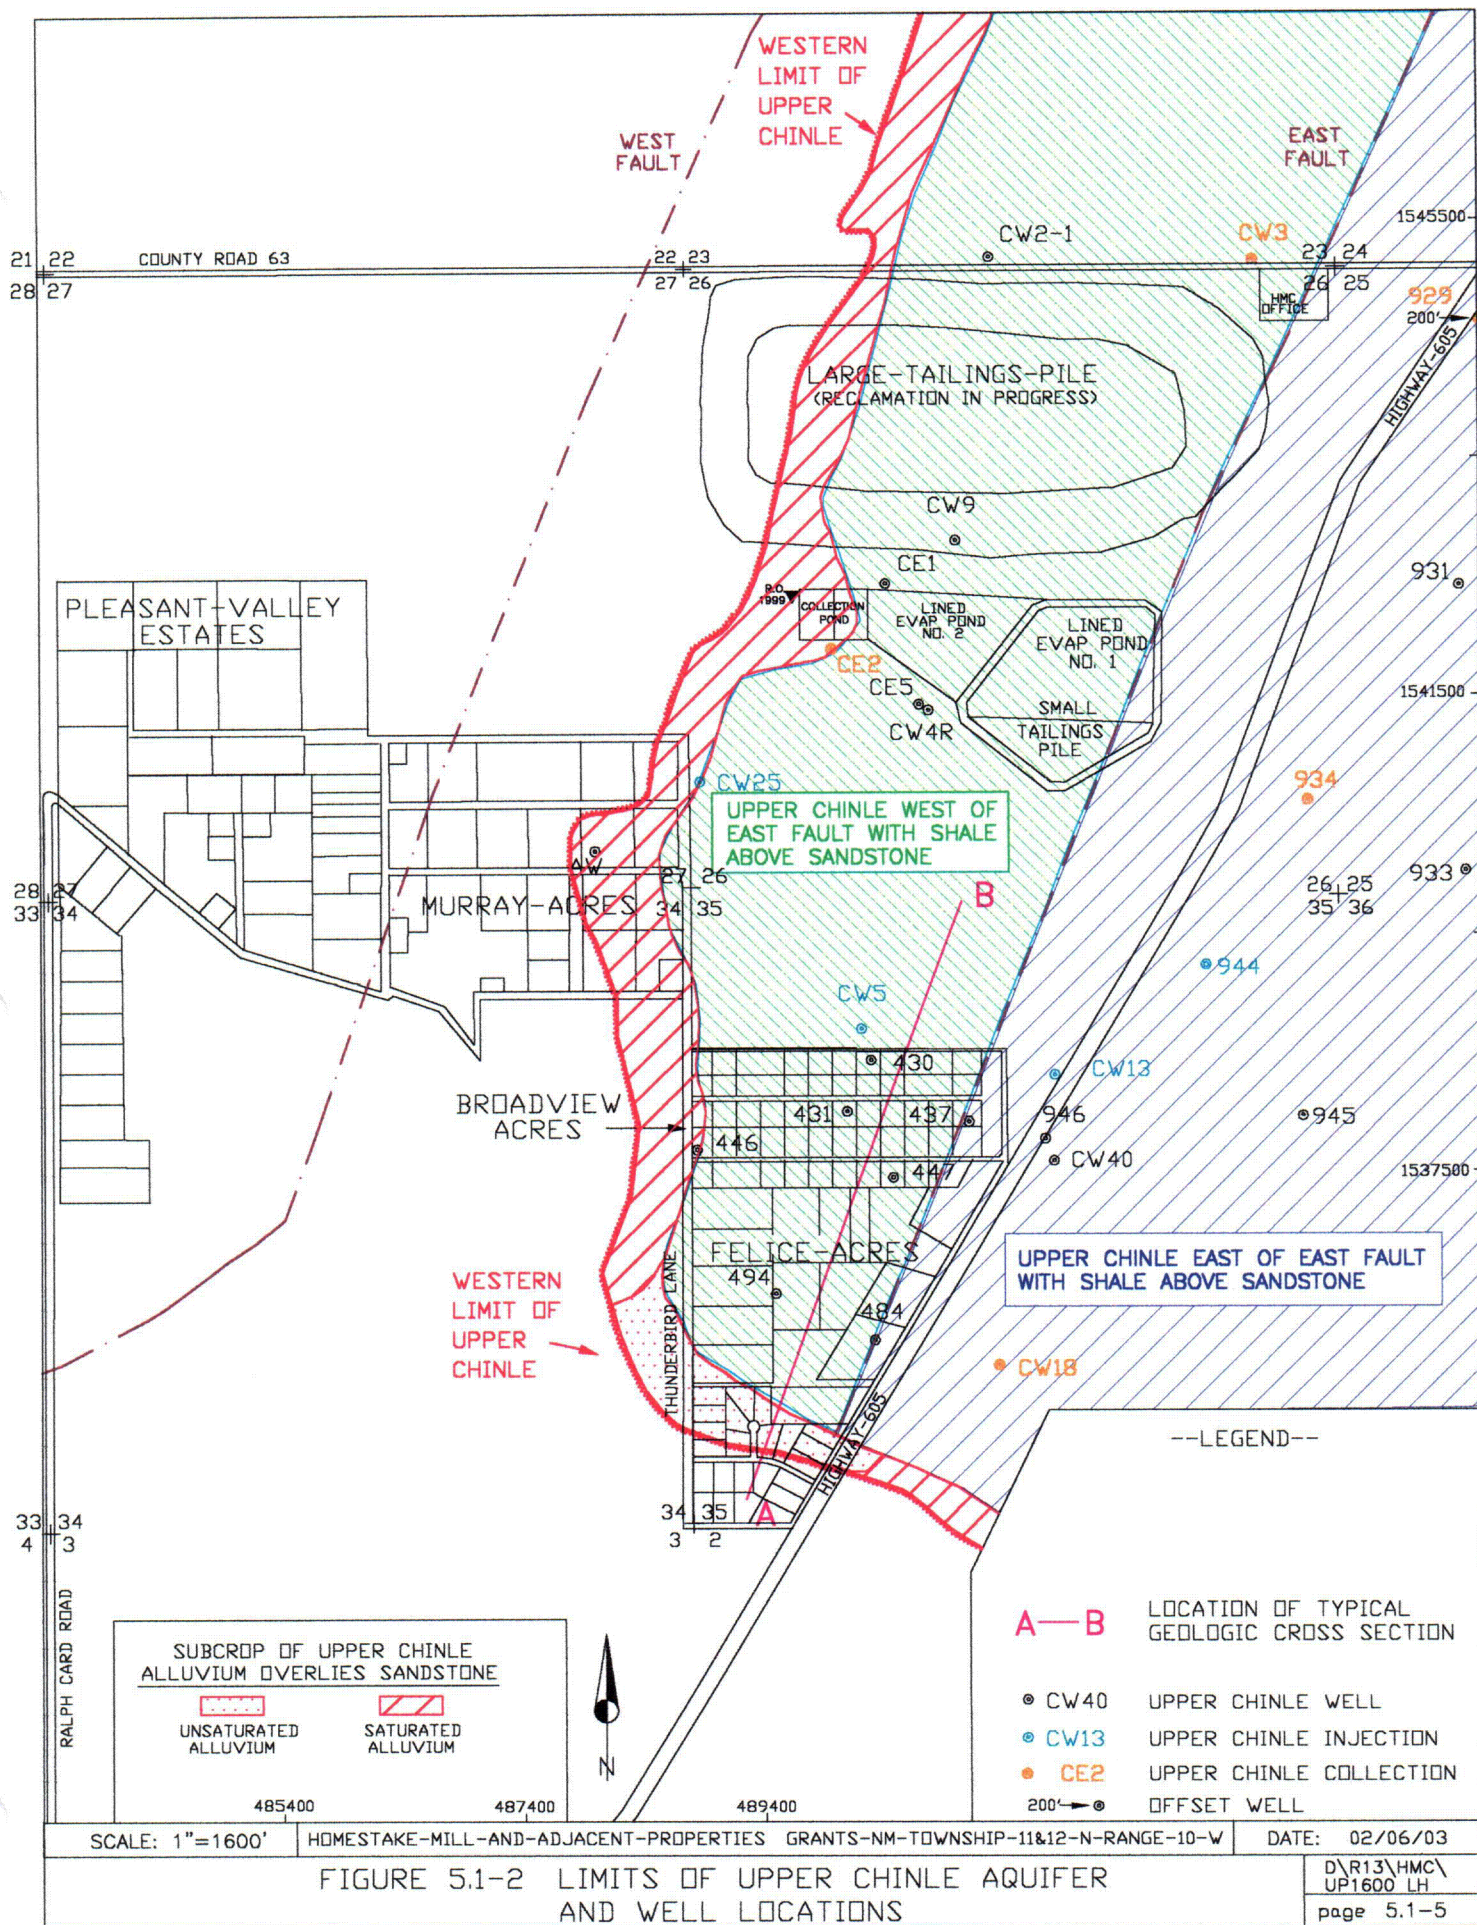 WESTERN
LIMIT OF
UPPER
CHINLE
WEST
FAULT
EAST
FAULT
1545500
CW2-1
CW3
21 22
28 27
COUNTY ROAD 63
22 23
27 26
23 24
26 25
HMC
OFFICE
929
200'
HIGHWAY-605
LARGE-TAILINGS-PILE
(RECLAMATION IN PROGRESS)
CW9
CE1
931
R.O.
1999
COLLECTION
POND
LINED
EVAP POND
NO. 2
LINED
EVAP POND
NO. 1
PLEASANT-VALLEY
ESTATES
CE2
CE5
CW4R
SMALL
TAILINGS
PILE
1541500
CW25
934
UPPER CHINLE WEST OF
EAST FAULT WITH SHALE
ABOVE SANDSTONE
933
28 27
33 34
27 26
34 35
26 25
35 36
MURRAY-ACRES
B
944
CW5
430
CW13
BROADVIEW
ACRES
431
437
946
945
446
CW40
1537500
FELICE-ACRES
494
484
THUNDERBIRD LANE
UPPER CHINLE EAST OF EAST FAULT
WITH SHALE ABOVE SANDSTONE
WESTERN
LIMIT OF
UPPER
CHINLE
CW18
HIGHWAY-605
A
33 34
4 3
34 35
3 2
RALPH CARD ROAD
--LEGEND--
A—B LOCATION OF TYPICAL
GEOLOGIC CROSS SECTION
CW40 UPPER CHINLE WELL
CW13 UPPER CHINLE INJECTION
CE2 UPPER CHINLE COLLECTION
200' OFFSET WELL
SUBCROP OF UPPER CHINLE
ALLUVIUM OVERLIES SANDSTONE
UNSATURATED
ALLUVIUM
SATURATED
ALLUVIUM
N
485400
487400
489400
SCALE: 1"=1600'
HOMESTAKE-MILL-AND-ADJACENT-PROPERTIES GRANTS-NM-TOWNSHIP-11&12-N-RANGE-10-W
DATE: 02/06/03
FIGURE 5.1-2 LIMITS OF UPPER CHINLE AQUIFER
AND WELL LOCATIONS
D\R13\HMC\
UP1600 LH
page 5.1-5